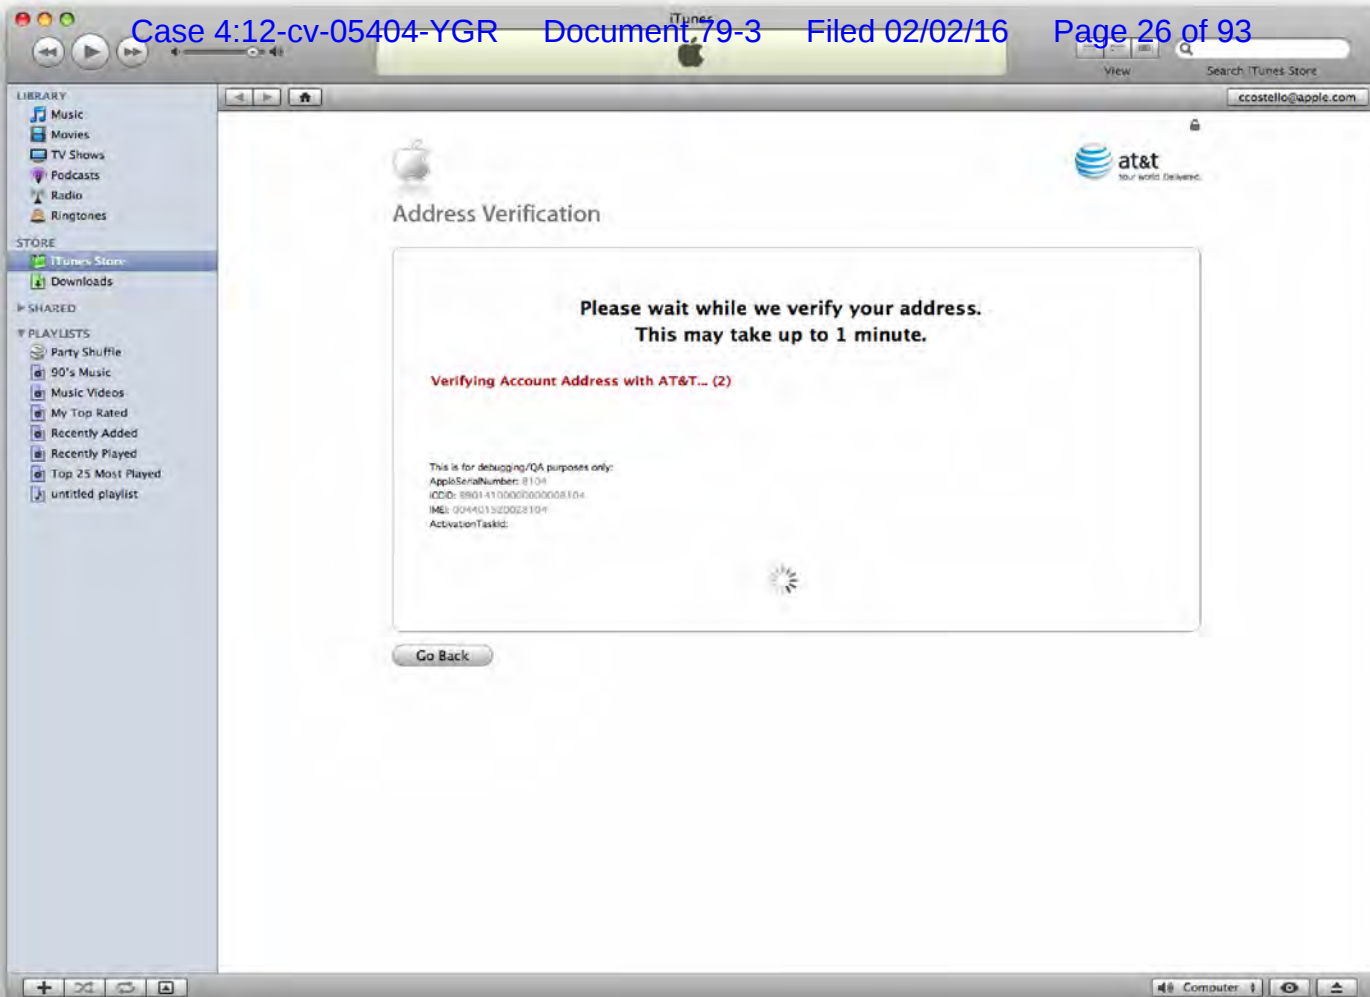 iTunes
Case 4:12-cv-05404-YGR Document 79-3 Filed 02/02/16 Page 26 of 93
View
Search iTunes Store
LIBRARY
Music
Movies
TV Shows
Podcasts
Radio
Ringtones
STORE
iTunes Store
Downloads
SHARED
PLAYLISTS
Party Shuffle
90's Music
Music Videos
My Top Rated
Recently Added
Recently Played
Top 25 Most Played
untitled playlist
ccostello@apple.com
at&t
Your world Delivered.
Address Verification
Please wait while we verify your address.
This may take up to 1 minute.
Verifying Account Address with AT&T... (2)
This is for debugging/QA purposes only:
AppleSerialNumber: 8104
ICCID:
IMEI:
ActivationTaskId:
Go Back
Computer